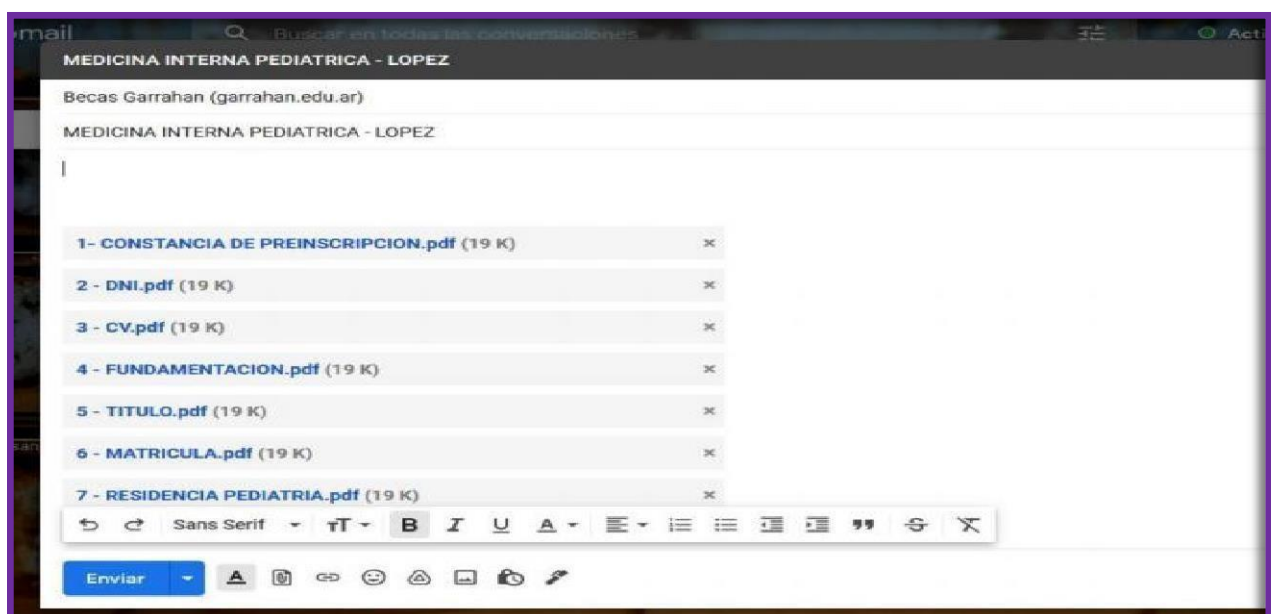 mail
Buscar en todas las conversaciones
Acti
MEDICINA INTERNA PEDIATRICA - LOPEZ
Becas Garrahan (garrahan.edu.ar)
MEDICINA INTERNA PEDIATRICA - LOPEZ
1- CONSTANCIA DE PREINSCRIPCION.pdf (19 K)
2 - DNI.pdf (19 K)
3 - CV.pdf (19 K)
4 - FUNDAMENTACION.pdf (19 K)
5 - TITULO.pdf (19 K)
6 - MATRICULA.pdf (19 K)
7 - RESIDENCIA PEDIATRIA.pdf (19 K)
Sans Serif TT B I U A
Enviar A